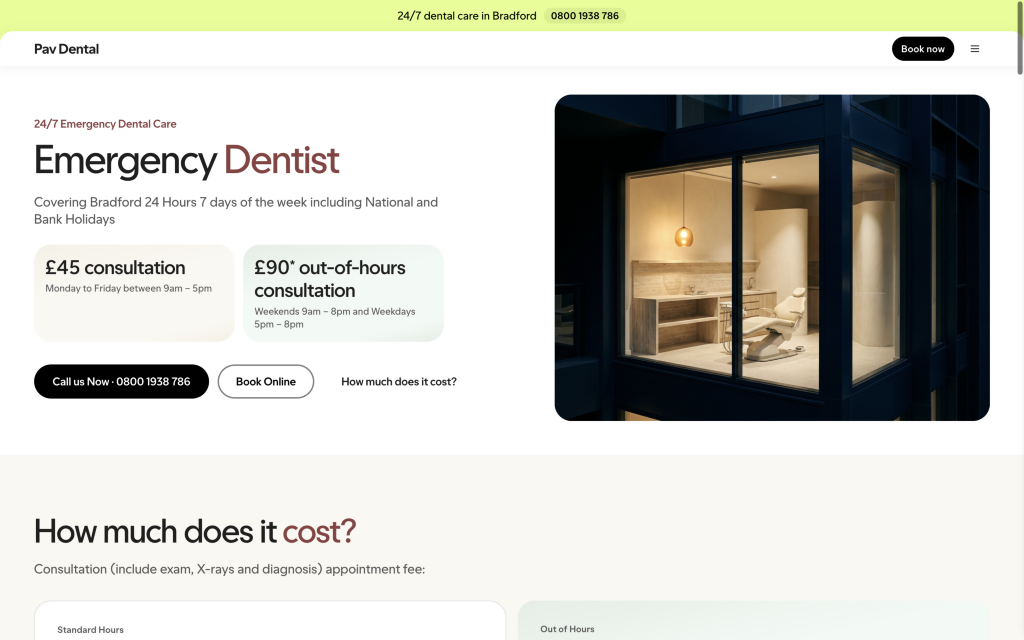 24/7 dental care in Bradford 0800 1938 786
Pav Dental
Book now
24/7 Emergency Dental Care
Emergency Dentist
Covering Bradford 24 Hours 7 days of the week including National and
Bank Holidays
£45 consultation
Monday to Friday between 9am – 5pm
£90* out-of-hours
consultation
Weekends 9am – 8pm and Weekdays
5pm – 8pm
Call us Now · 0800 1938 786
Book Online
How much does it cost?
How much does it cost?
Consultation (include exam, X-rays and diagnosis) appointment fee:
Standard Hours
Out of Hours